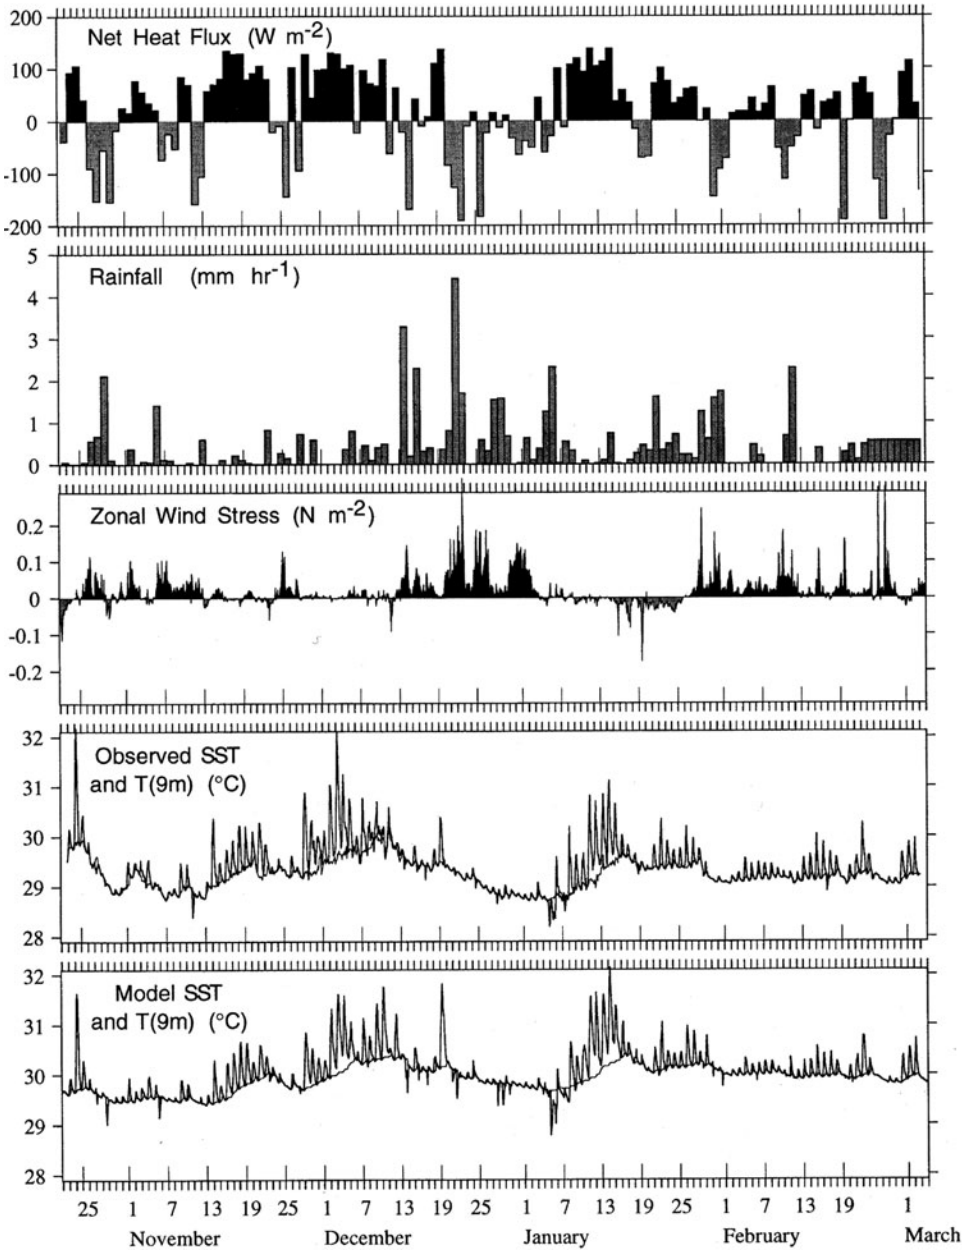 200
Net Heat Flux (W m-2)
100
0
-100
-200
5
Rainfall (mm hr-1)
4
3
2
1
0
Zonal Wind Stress (N m-2)
0.2
0.1
0
-0.1
-0.2
32
Observed SST
and T(9m) (°C)
31
30
29
28
32
Model SST
and T(9m) (°C)
31
30
29
28
25 1 7 13 19 25 1 7 13 19 25 1 7 13 19 25 1 7 13 19 1
November December January February March